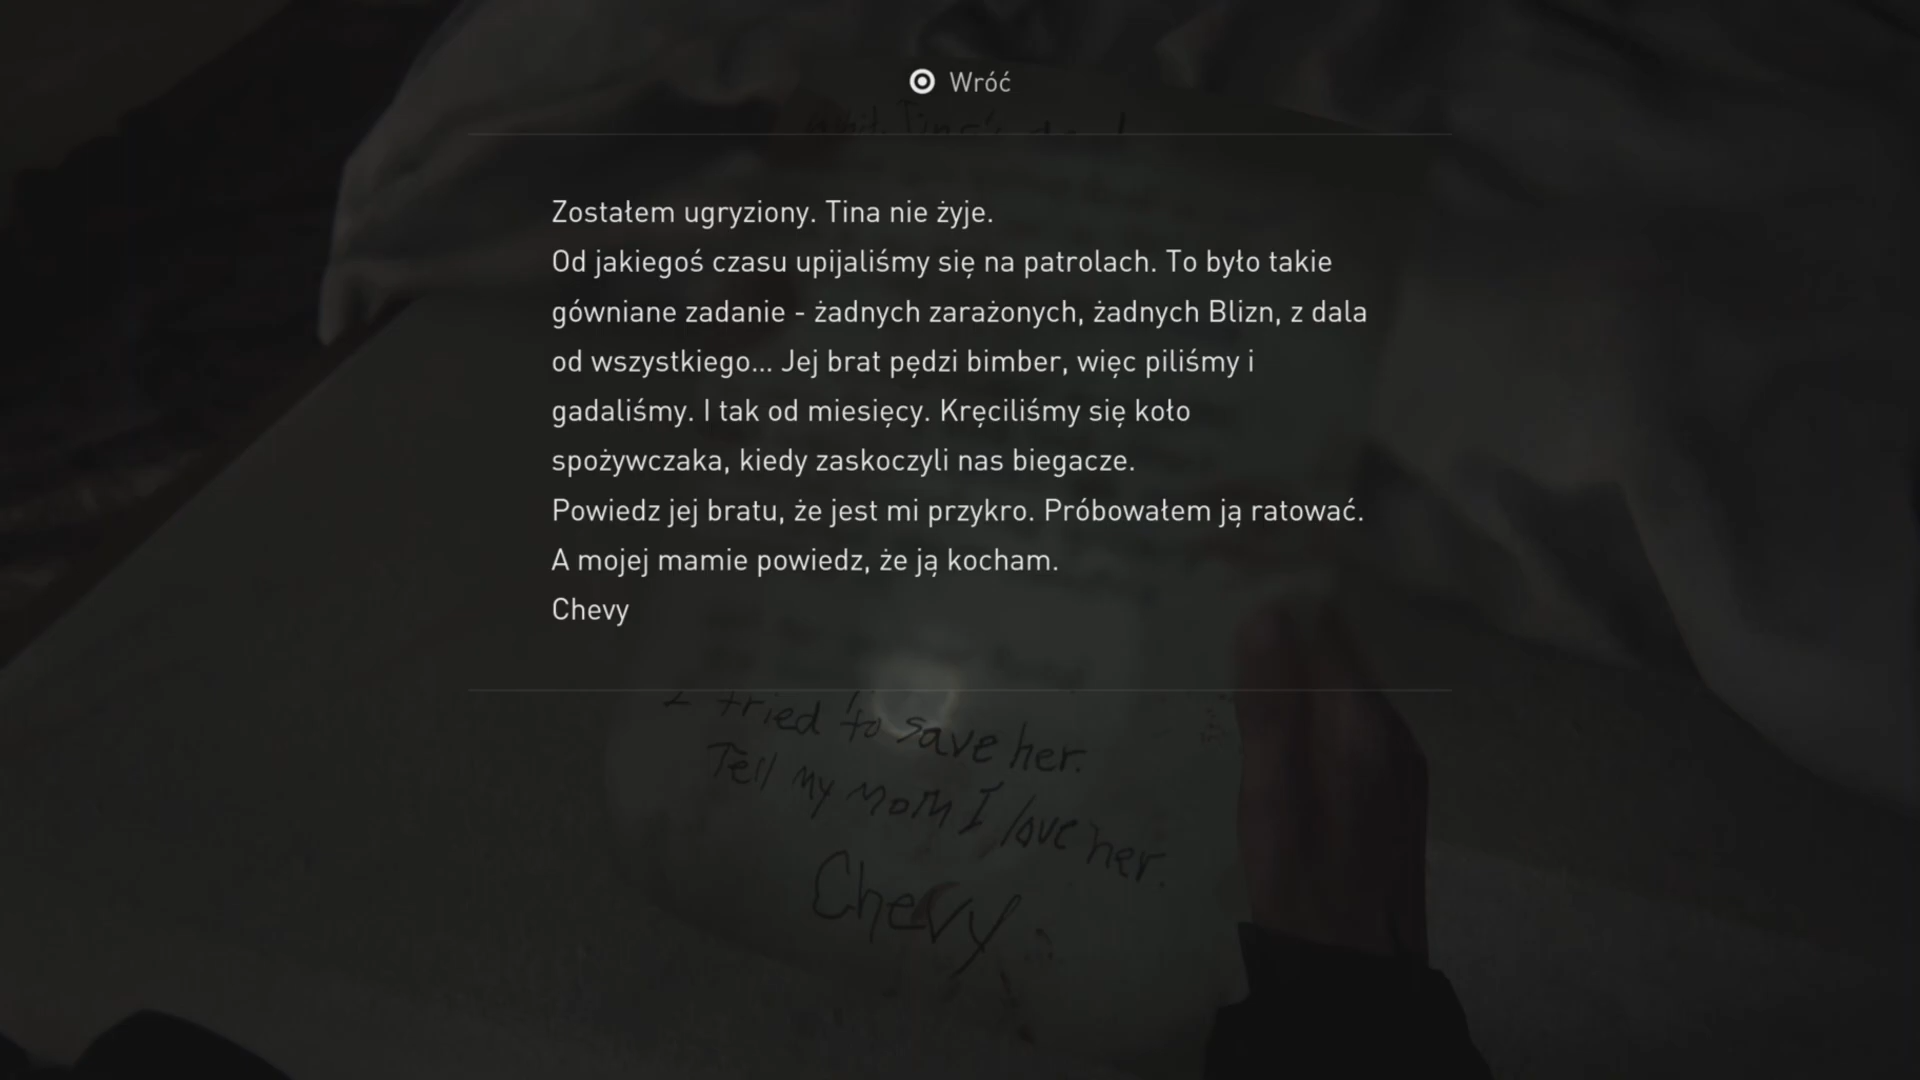 Wróć
Zostałem ugryziony. Tina nie żyje.
Od jakiegoś czasu upijaliśmy się na patrolach. To było takie
gówniane zadanie - żadnych zarażonych, żadnych Blizn, z dala
od wszystkiego... Jej brat pędzi bimber, więc piliśmy i
gadaliśmy. I tak od miesięcy. Kręciliśmy się koło
spożywczaka, kiedy zaskoczyli nas biegacze.
Powiedz jej bratu, że jest mi przykro. Próbowałem ją ratować.
A mojej mamie powiedz, że ją kocham.
Chevy
I tried to save her.
Tell my mom I love her.
Chevy